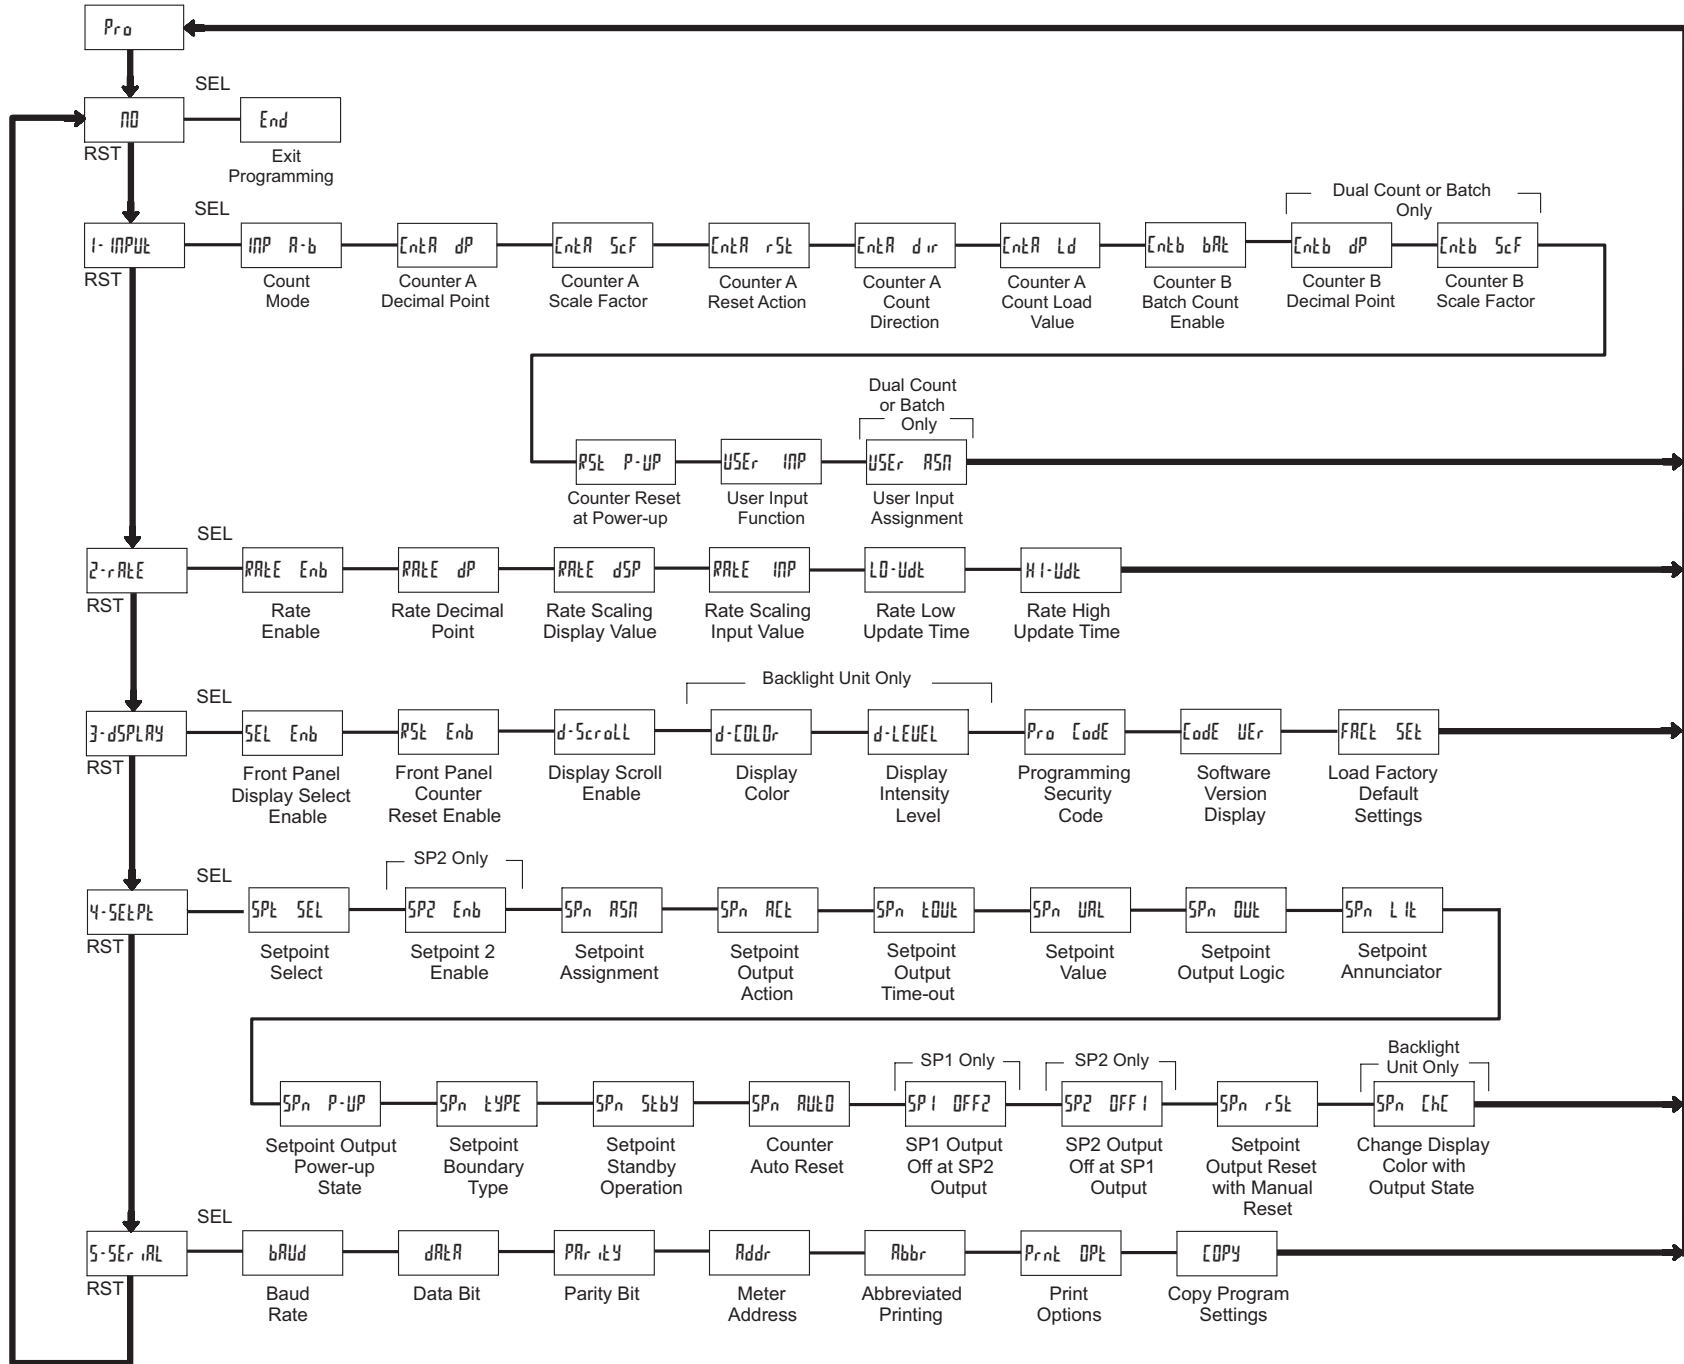 Pro
SEL
NO
End
RST
Exit
Programming
SEL
Dual Count or Batch
Only
1-INPUt
INP A-b
CntA dP
CntA ScF
CntA rSt
CntA dir
CntA Ld
Cntb bAt
Cntb dP
Cntb ScF
RST
Count
Mode
Counter A
Decimal Point
Counter A
Scale Factor
Counter A
Reset Action
Counter A
Count
Direction
Counter A
Count Load
Value
Counter B
Batch Count
Enable
Counter B
Decimal Point
Counter B
Scale Factor
Dual Count
or Batch
Only
RSt P-UP
USEr INP
USEr ASN
Counter Reset
at Power-up
User Input
Function
User Input
Assignment
SEL
2-rAtE
RAtE Enb
RAtE dP
RAtE dSP
RAtE INP
LO-Udt
HI-Udt
RST
Rate
Enable
Rate Decimal
Point
Rate Scaling
Display Value
Rate Scaling
Input Value
Rate Low
Update Time
Rate High
Update Time
SEL
Backlight Unit Only
3-dSPLAY
SEL Enb
RSt Enb
d-ScroLL
d-COLOr
d-LEVEL
Pro CodE
CodE VEr
FACt SEt
RST
Front Panel
Display Select
Enable
Front Panel
Counter
Reset Enable
Display Scroll
Enable
Display
Color
Display
Intensity
Level
Programming
Security
Code
Software
Version
Display
Load Factory
Default
Settings
SEL
SP2 Only
4-SEtPt
SPt SEL
SP2 Enb
SPn ASN
SPn ACt
SPn tOUt
SPn VAL
SPn OUt
SPn LIt
RST
Setpoint
Select
Setpoint 2
Enable
Setpoint
Assignment
Setpoint
Output
Action
Setpoint
Output
Time-out
Setpoint
Value
Setpoint
Output Logic
Setpoint
Annunciator
SP1 Only
SP2 Only
Backlight
Unit Only
SPn P-UP
SPn tYPE
SPn StbY
SPn AUtO
SP1 OFF2
SP2 OFF1
SPn rSt
SPn ChC
Setpoint Output
Power-up
State
Setpoint
Boundary
Type
Setpoint
Standby
Operation
Counter
Auto Reset
SP1 Output
Off at SP2
Output
SP2 Output
Off at SP1
Output
Setpoint
Output Reset
with Manual
Reset
Change Display
Color with
Output State
SEL
5-SEriAL
bAUd
dAtA
PAritY
Addr
Abbr
Prnt OPt
COPY
RST
Baud
Rate
Data Bit
Parity Bit
Meter
Address
Abbreviated
Printing
Print
Options
Copy Program
Settings